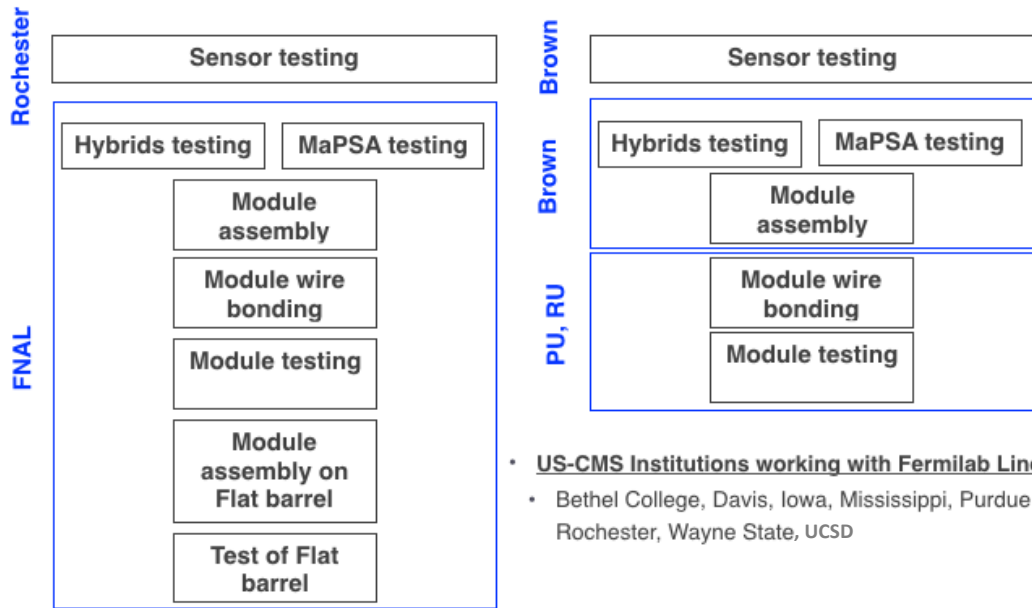 Rochester
Sensor testing
FNAL
Hybrids testing
MaPSA testing
Module
assembly
Module wire
bonding
Module testing
Module
assembly on
Flat barrel
Test of Flat
barrel
Brown
Sensor testing
Brown
Hybrids testing
MaPSA testing
Module
assembly
PU, RU
Module wire
bonding
Module testing
• US-CMS Institutions working with Fermilab
• Bethel College, Davis, Iowa, Mississippi, Purdue
Rochester, Wayne State, UCSD